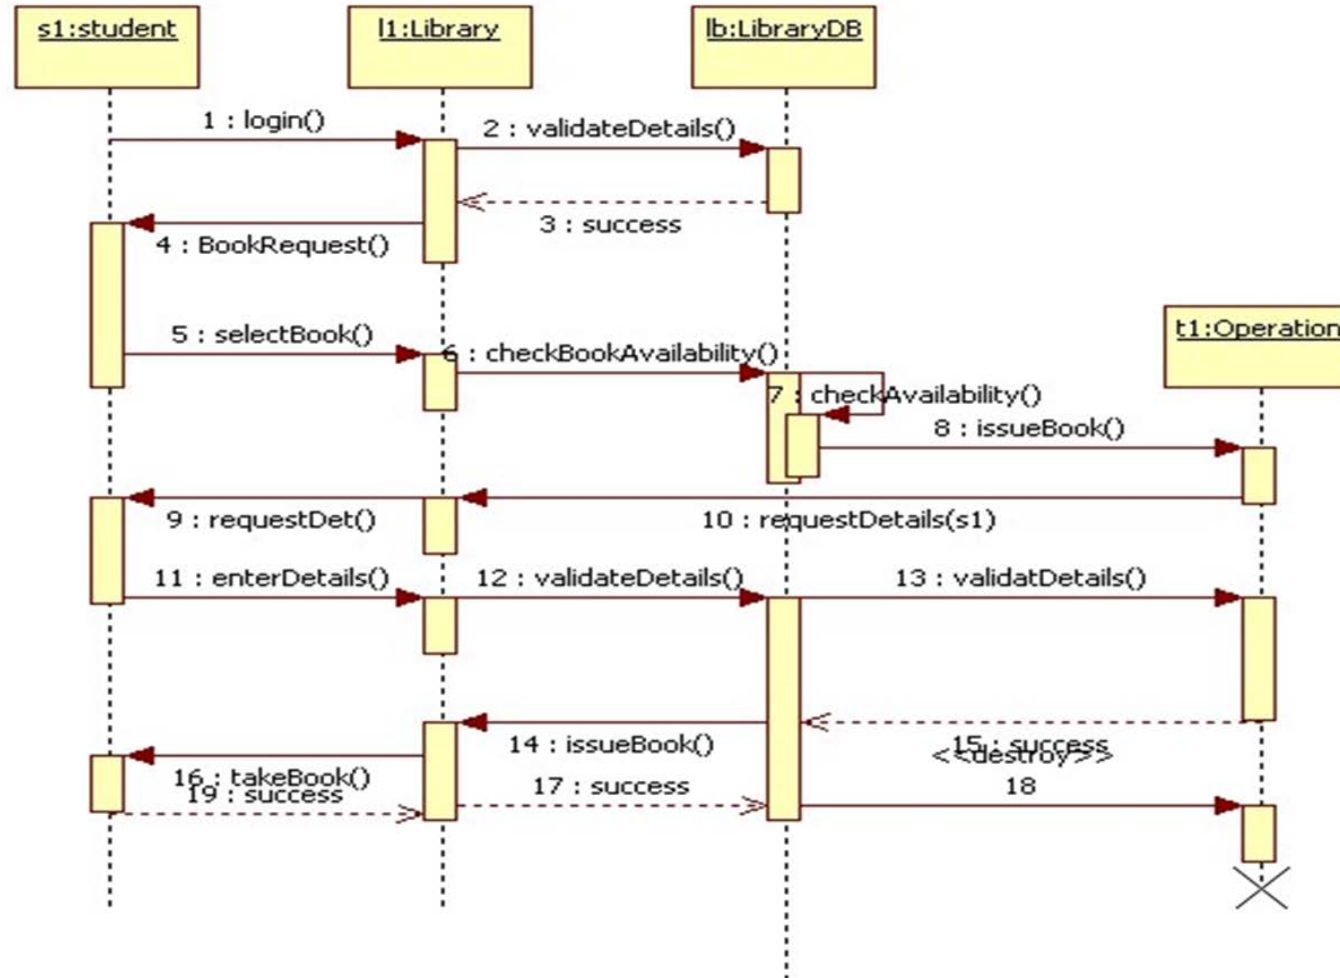 s1:student
l1:Library
lb:LibraryDB
1 : login()
2 : validateDetails()
3 : success
4 : BookRequest()
t1:Operation
5 : selectBook()
6 : checkBookAvailability()
7 : checkAvailability()
8 : issueBook()
9 : requestDet()
10 : requestDetails(s1)
11 : enterDetails()
12 : validateDetails()
13 : validatDetails()
14 : issueBook()
15 : success
<<destroy>>
16 : takeBook()
17 : success
18
19 : success